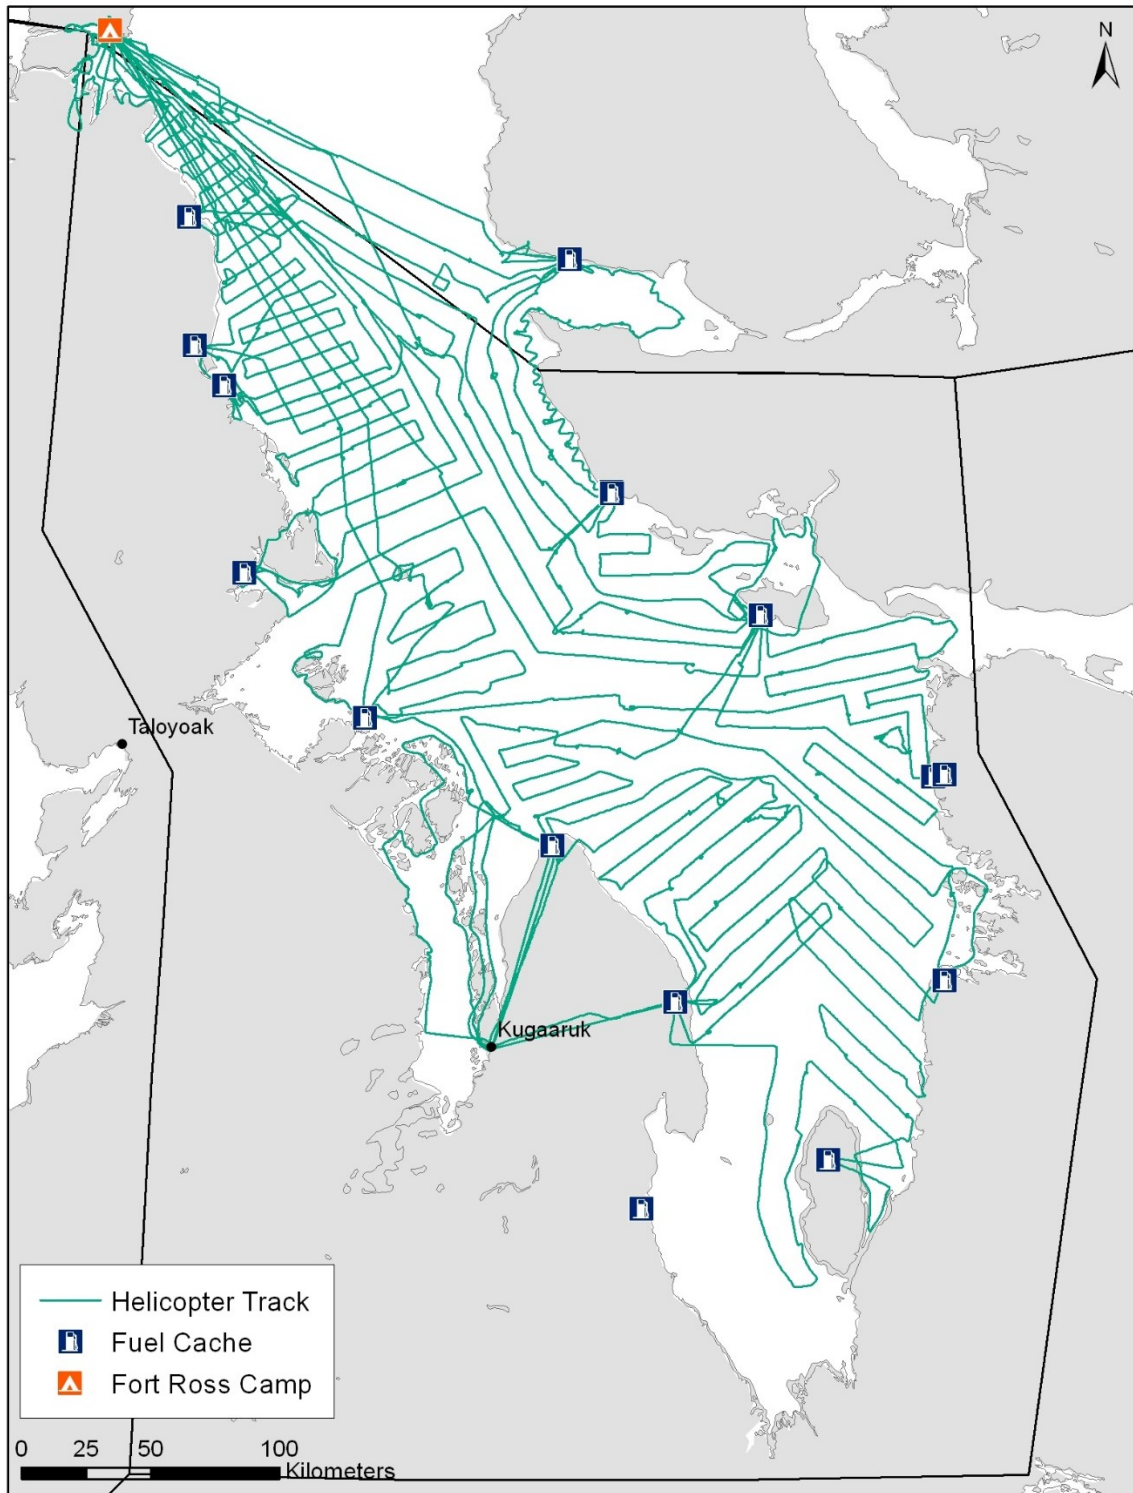 N
Taloyoak
Kugaaruk
Helicopter Track
Fuel Cache
Fort Ross Camp
0 25 50 100
Kilometers